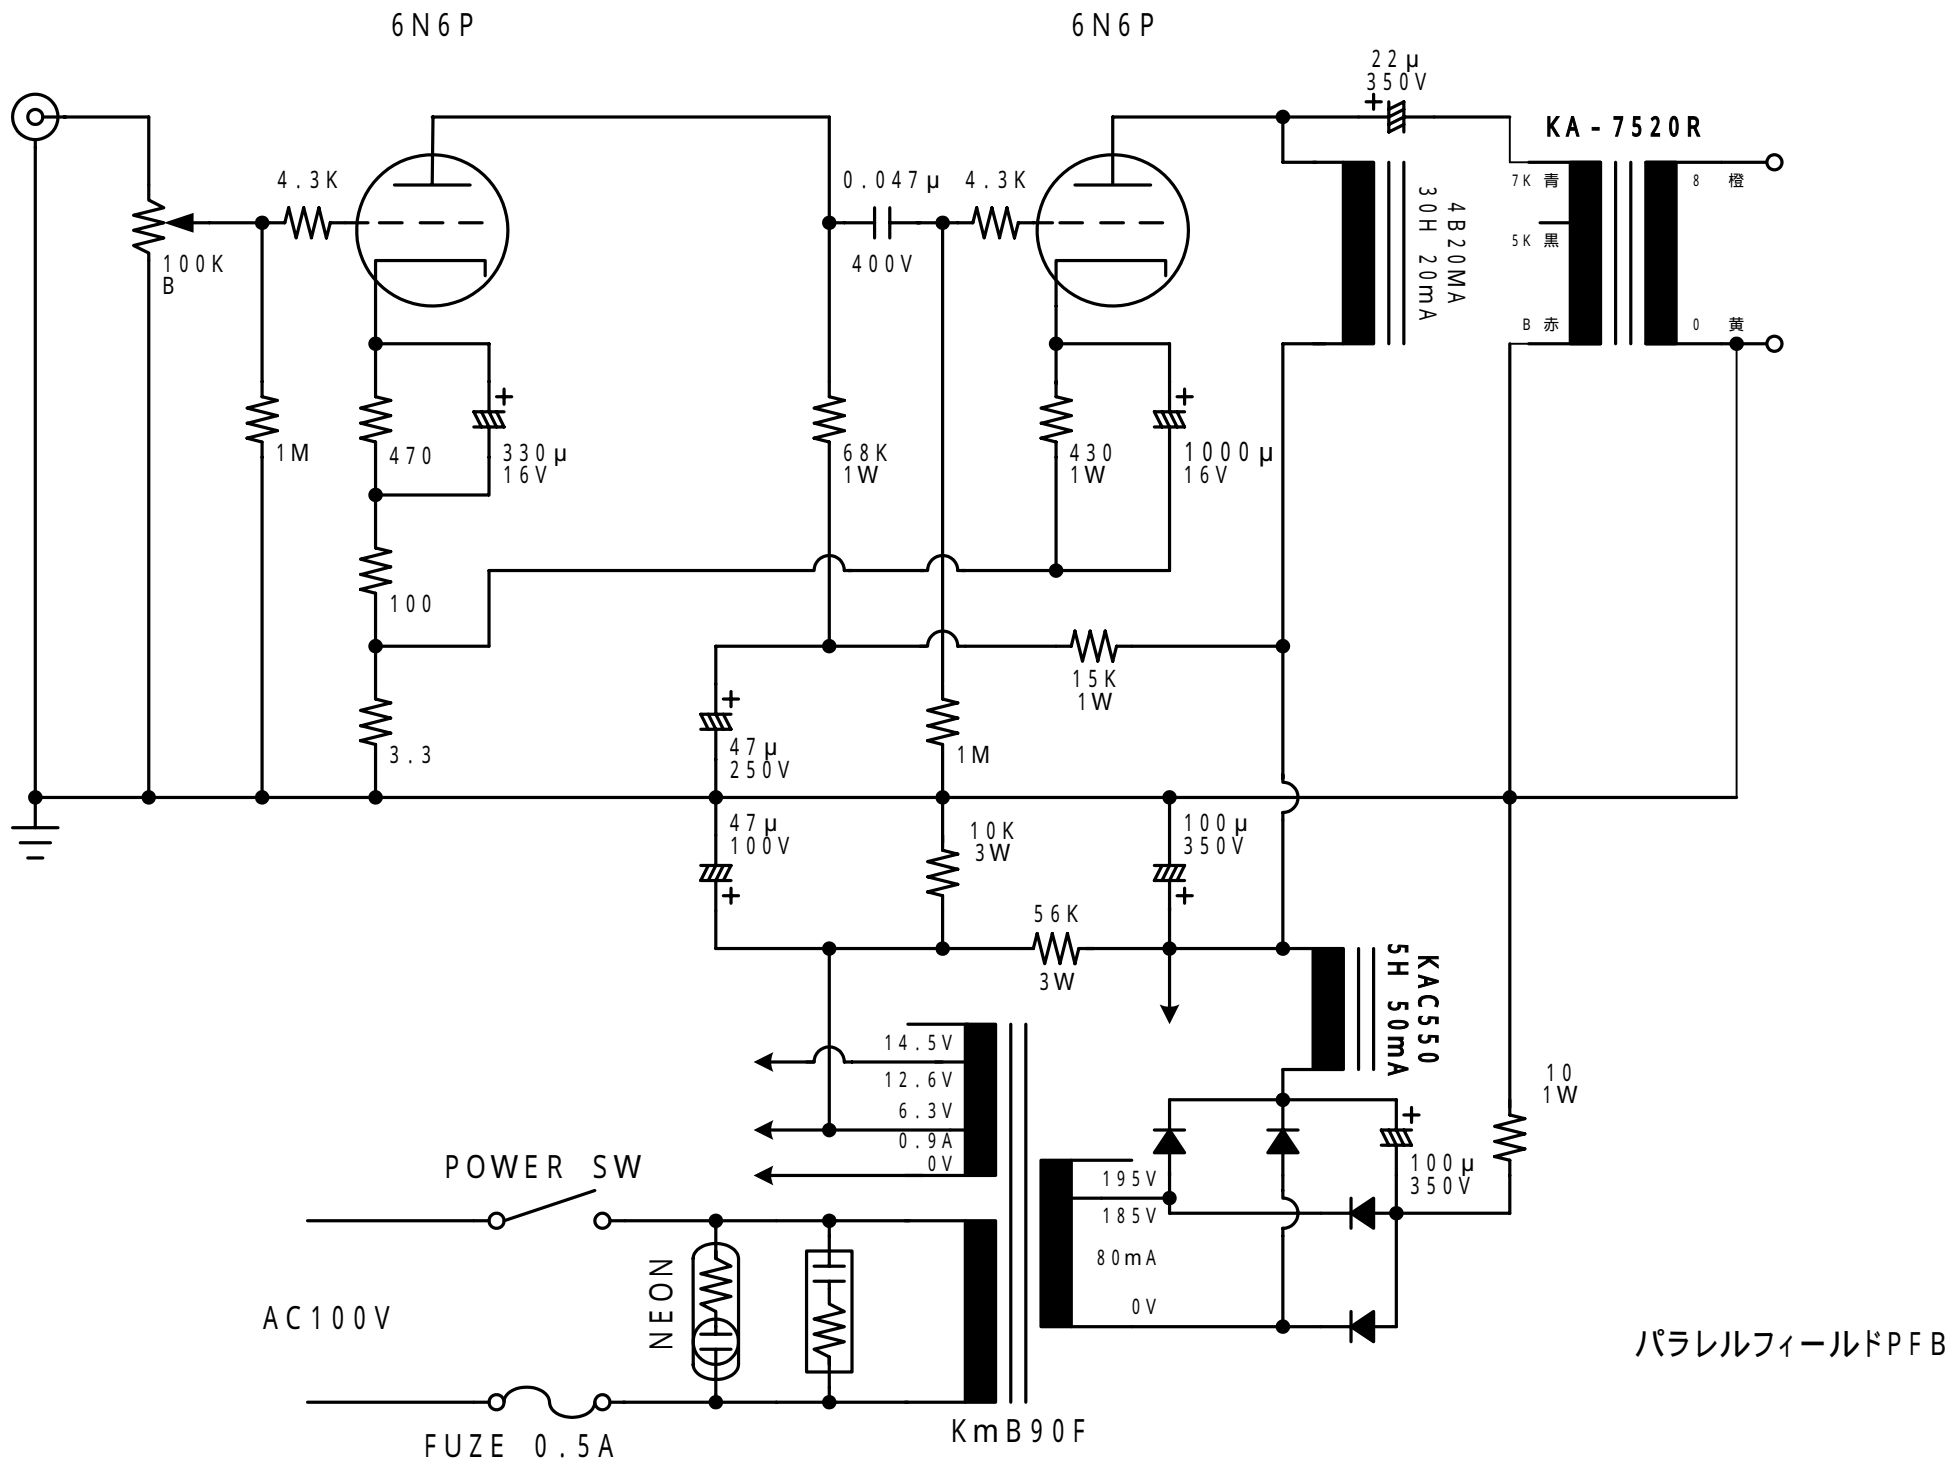 6N6P
6N6P
22μ
350V
+
KA-7520R
4.3K
0.047μ
4.3K
7K 青
8 橙
4B20MA
30H 20mA
5K 黒
100K
B
400V
B 赤
0 黄
+
+
1M
470
330μ
16V
68K
1W
430
1W
1000μ
16V
100
15K
1W
+
3.3
47μ
250V
1M
47μ
100V
10K
3W
100μ
350V
+
+
56K
3W
KAC550
5H 50mA
14.5V
12.6V
6.3V
0.9A
0V
10
1W
+
100μ
350V
POWER SW
195V
185V
80mA
0V
NEON
AC100V
パラレルフィールドPFB
FUZE 0.5A
KmB90F